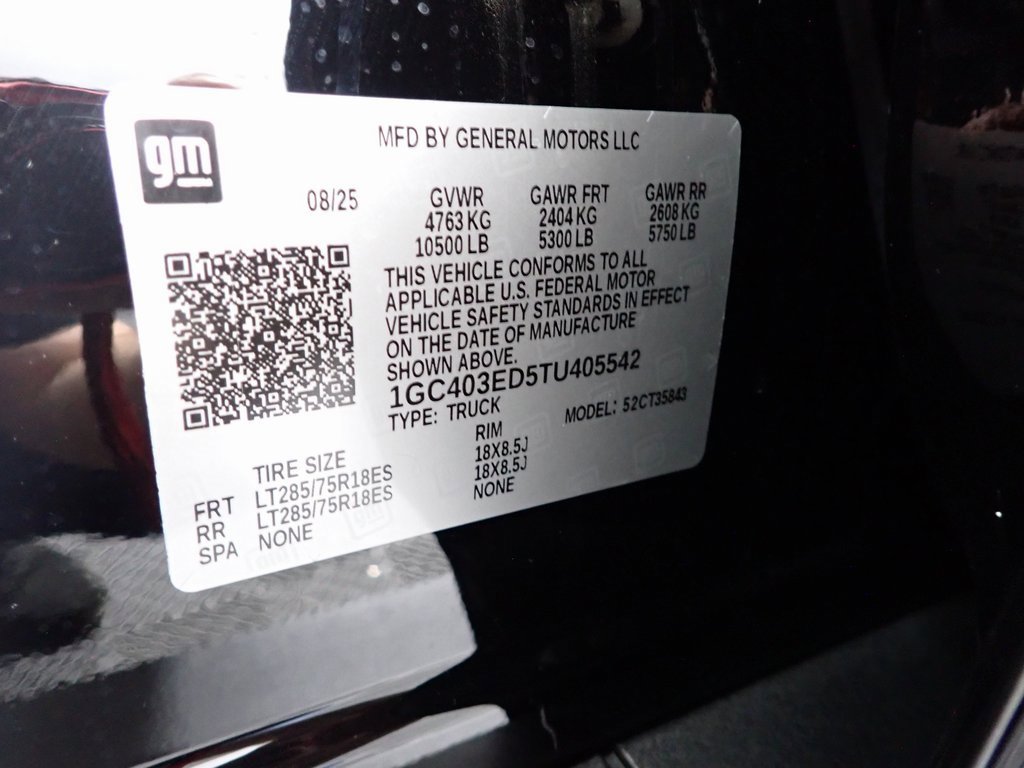 gm
MFD BY GENERAL MOTORS LLC
08/25 GVWR GAWR FRT GAWR RR
4763 KG 2404 KG 2608 KG
10500 LB 5300 LB 5750 LB
THIS VEHICLE CONFORMS TO ALL
APPLICABLE U.S. FEDERAL MOTOR
VEHICLE SAFETY STANDARDS IN EFFECT
ON THE DATE OF MANUFACTURE
SHOWN ABOVE.
1GC403ED5TU405542
TYPE: TRUCK MODEL: 52CT35843
TIRE SIZE RIM
FRT LT285/75R18ES 18X8.5J
RR LT285/75R18ES 18X8.5J
SPA NONE NONE